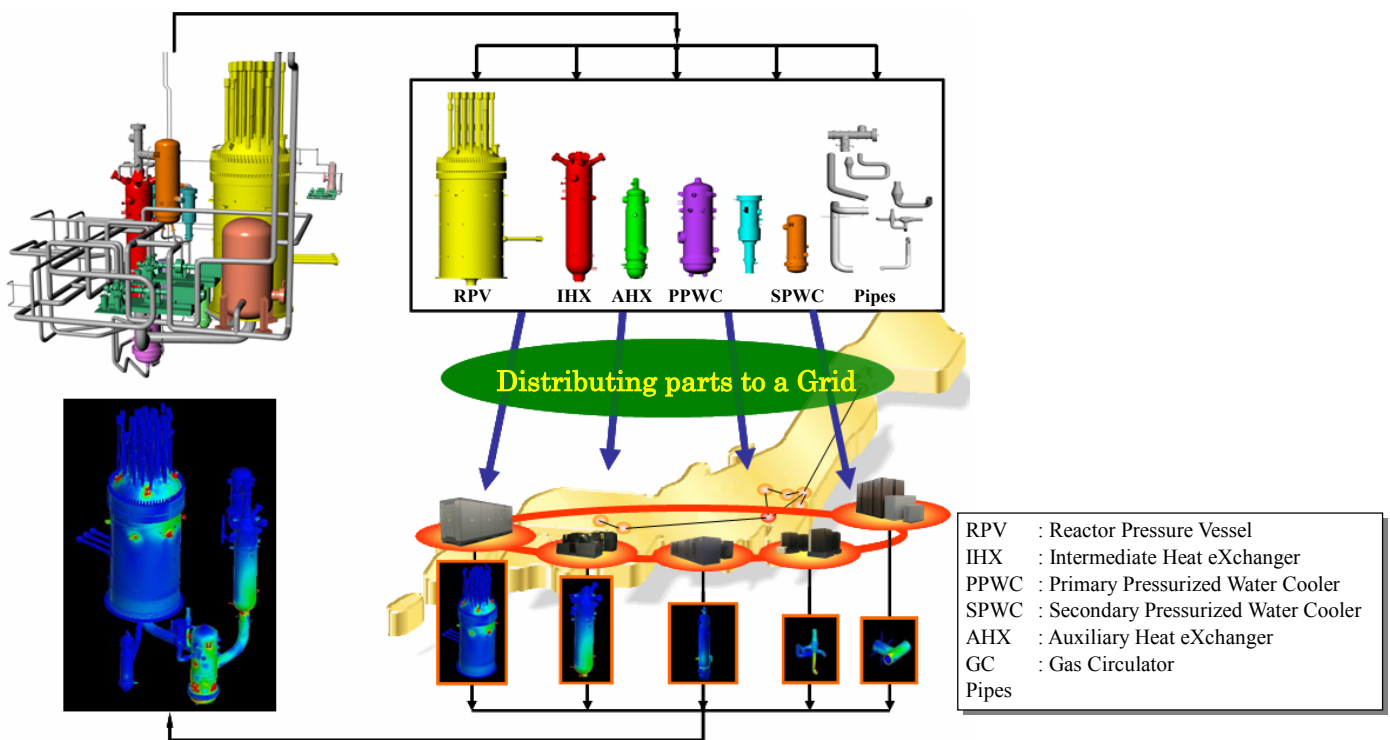 RPV IHX AHX PPWC SPWC Pipes
Distributing parts to a Grid
RPV : Reactor Pressure Vessel
IHX : Intermediate Heat eXchanger
PPWC : Primary Pressurized Water Cooler
SPWC : Secondary Pressurized Water Cooler
AHX : Auxiliary Heat eXchanger
GC : Gas Circulator
Pipes